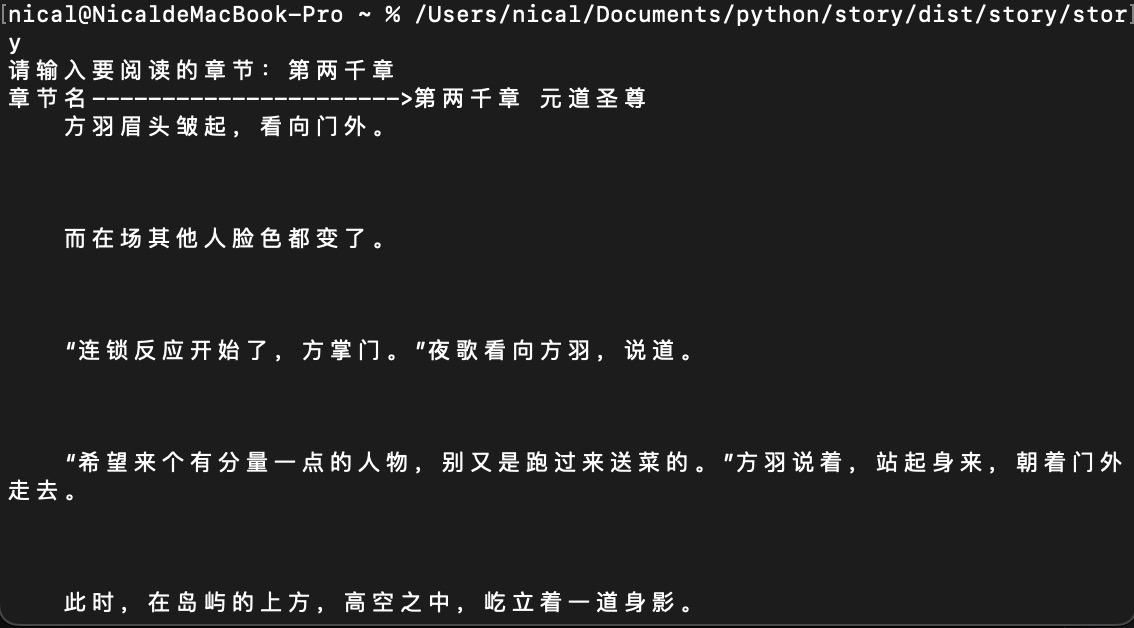 [nical@NicaldeMacBook-Pro ~ % /Users/nical/Documents/python/story/dist/story/stor]
y
请输入要阅读的章节：第两千章
章节名---------------------->第两千章 元道圣尊
方羽眉头皱起，看向门外。
而在场其他人脸色都变了。
“连锁反应开始了，方掌门。”夜歌看向方羽，说道。
“希望来个有分量一点的人物，别又是跑过来送菜的。”方羽说着，站起身来，朝着门外
走去。
此时，在岛屿的上方，高空之中，屹立着一道身影。